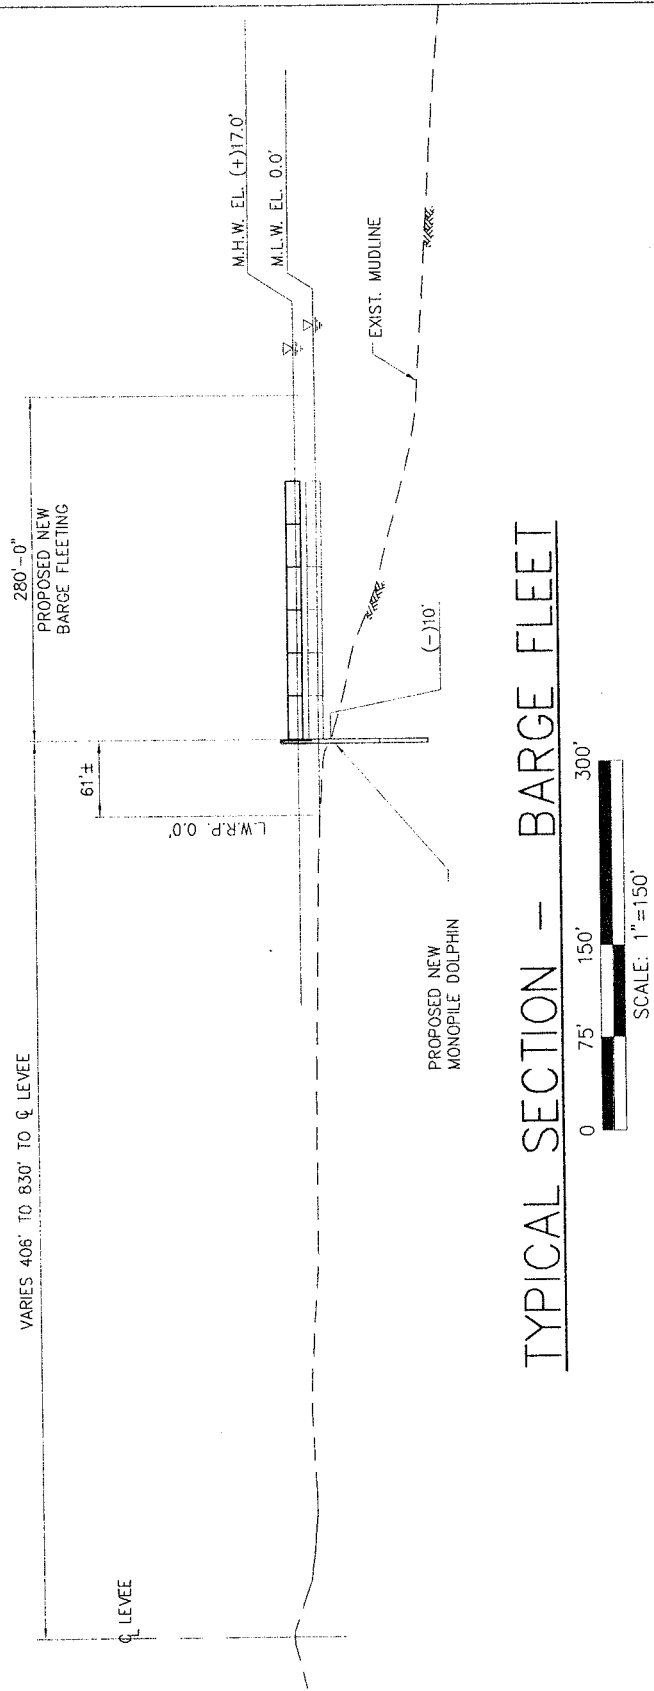 VARIES 406' TO 830' TO ℄ LEVEE
280'-0"
PROPOSED NEW
BARGE FLEETING
M.H.W. EL. (+)17.0'
M.L.W. EL. 0.0'
61'±
L.W.R.P. 0.0'
℄ LEVEE
EXIST. MUDLINE
(-)10'
PROPOSED NEW
MONOPILE DOLPHIN
TYPICAL SECTION - BARGE FLEET
0 75' 150' 300'
SCALE: 1"=150'